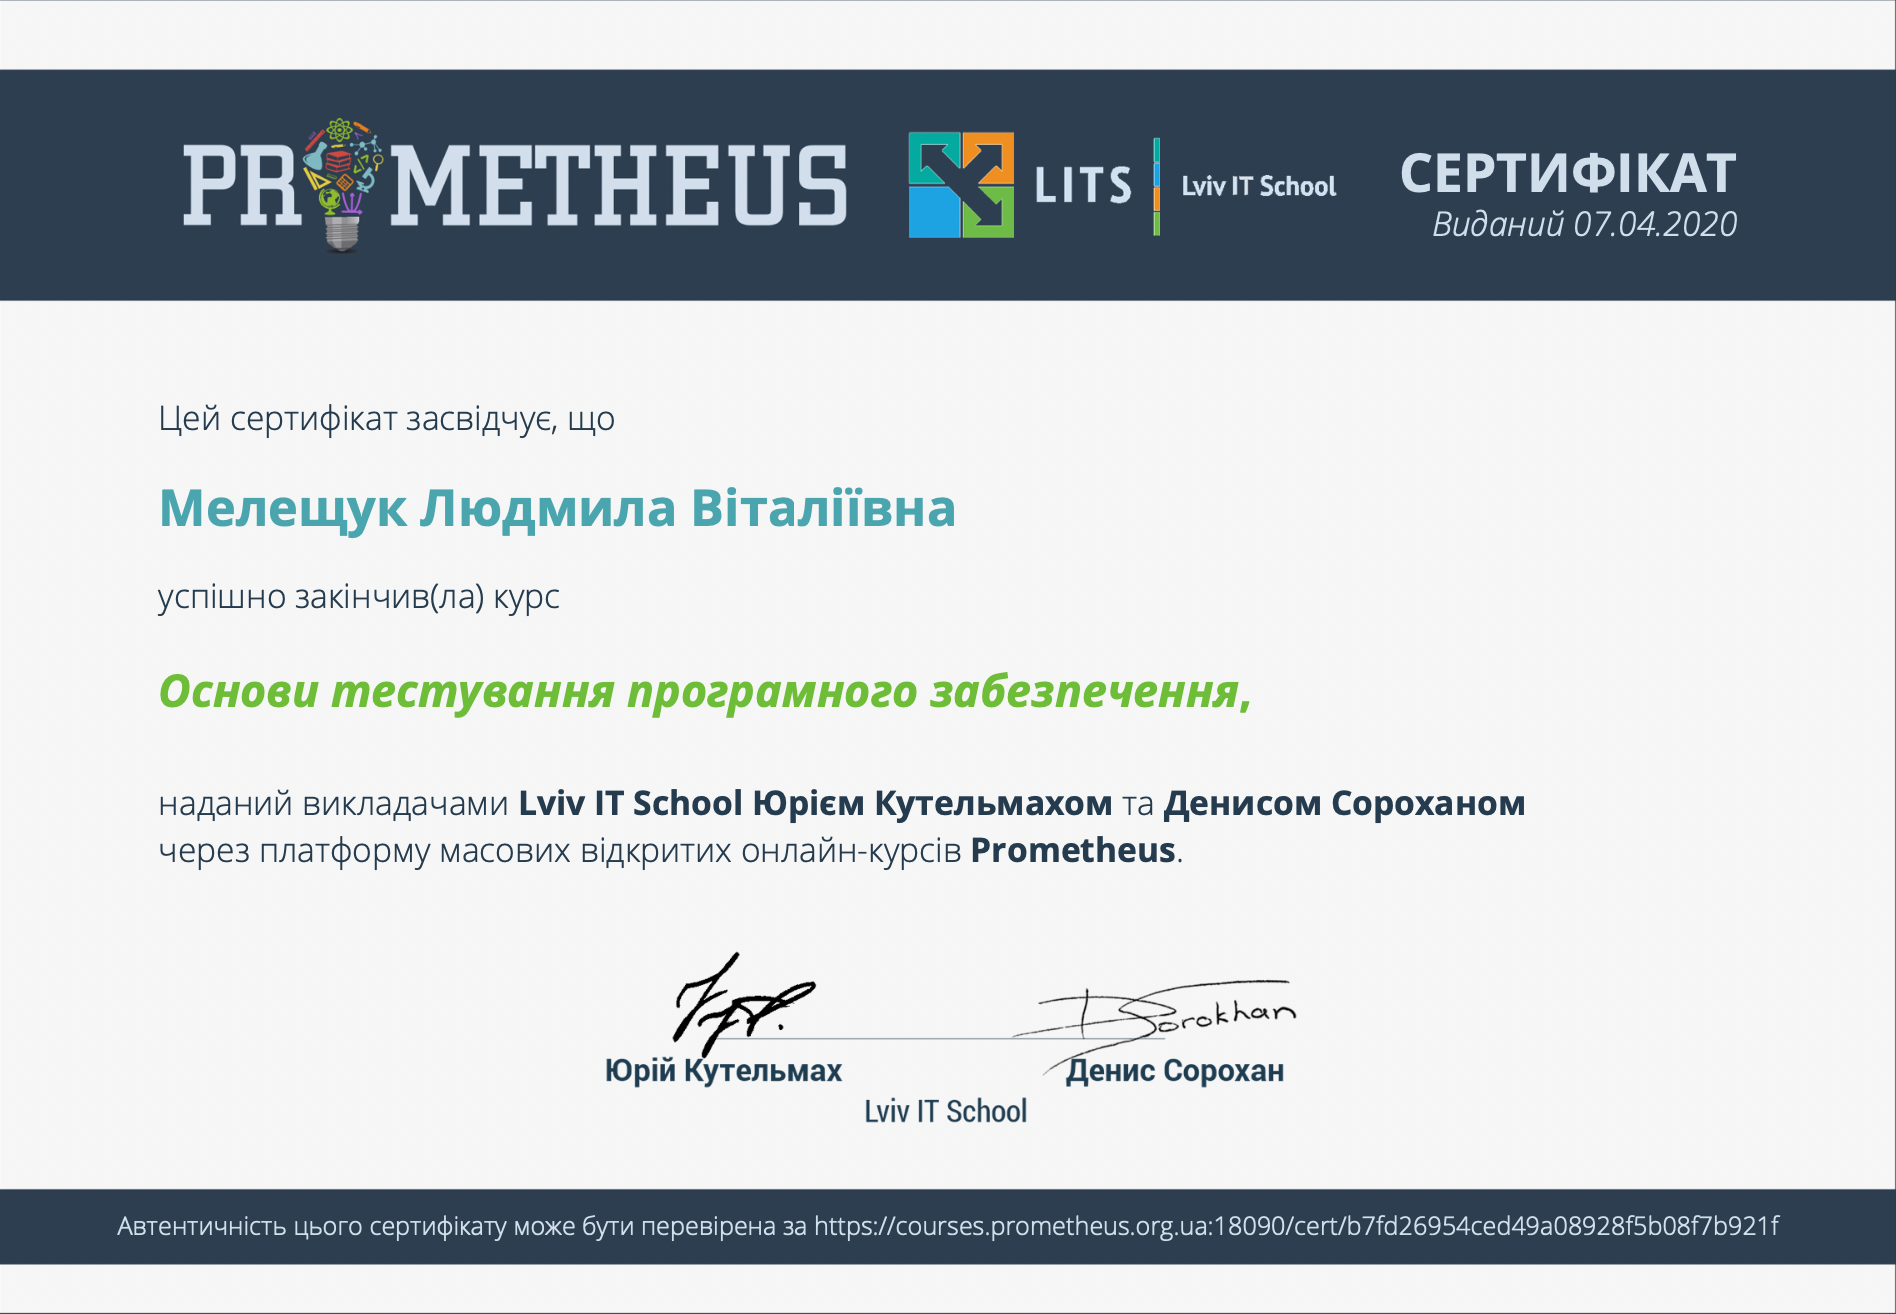 PROMETHEUS
LITS
Lviv IT School
СЕРТИФІКАТ
Виданий 07.04.2020
Цей сертифікат засвідчує, що
Мелещук Людмила Віталіївна
успішно закінчив(ла) курс
Основи тестування програмного забезпечення,
наданий викладачами Lviv IT School Юрієм Кутельмахом та Денисом Сороханом
через платформу масових відкритих онлайн-курсів Prometheus.
Sorokhan
Юрій Кутельмах
Денис Сорохан
Lviv IT School
Автентичність цього сертифікату може бути перевірена за https://courses.prometheus.org.ua:18090/cert/b7fd26954ced49a08928f5b08f7b921f